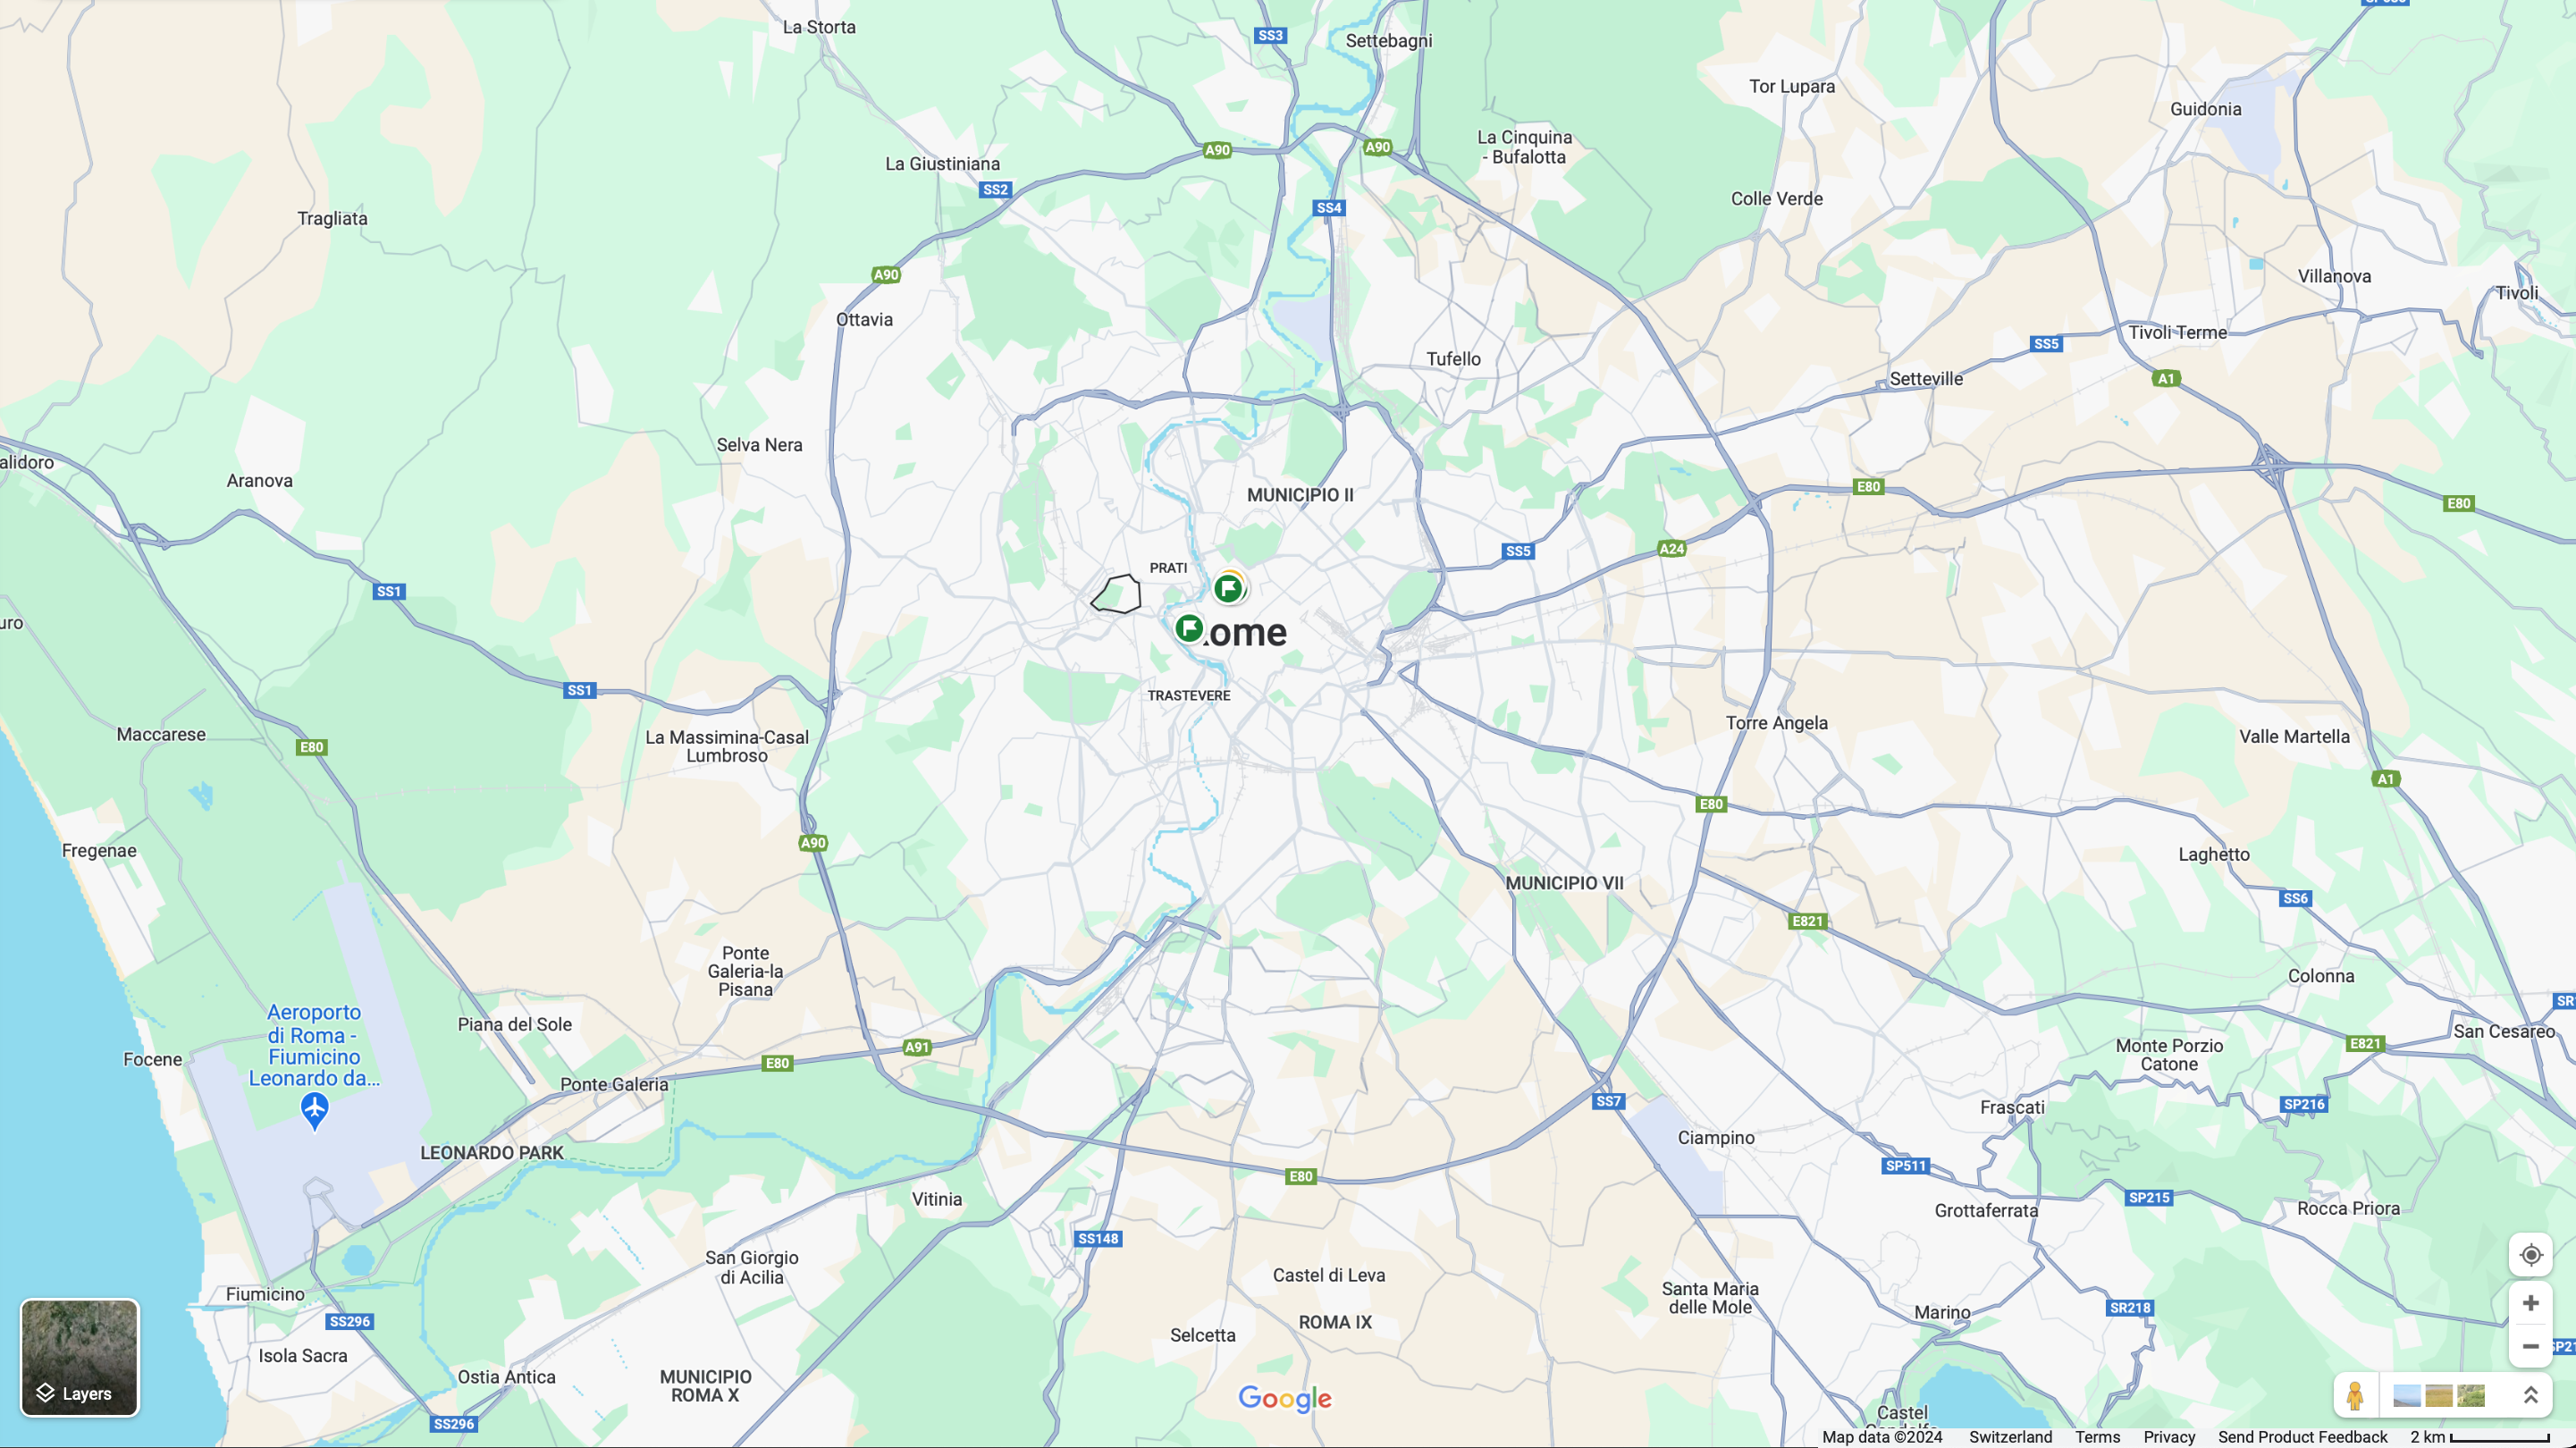 La Storta
SS3
Settebagni
Tor Lupara
Guidonia
La Cinquina
- Bufalotta
A90
A90
La Giustiniana
SS2
SS4
Colle Verde
Tragliata
A90
Villanova
Tivoli
Ottavia
Tivoli Terme
SS5
Tufello
Setteville
A1
Selva Nera
alidoro
Aranova
MUNICIPIO II
E80
E80
SS5
A24
PRATI
SS1
uro
ome
SS1
TRASTEVERE
Torre Angela
Maccarese
E80
La Massimina-Casal
Lumbroso
Valle Martella
A1
E80
A90
Fregenae
Laghetto
MUNICIPIO VII
SS6
E821
Ponte
Galeria-la
Pisana
Colonna
SR
Aeroporto
di Roma -
Fiumicino
Leonardo da...
Piana del Sole
San Cesareo
E821
Monte Porzio
Catone
Focene
A91
E80
Ponte Galeria
SS7
Frascati
SP216
LEONARDO PARK
Ciampino
SP511
E80
Vitinia
SP215
Grottaferrata
Rocca Priora
SS148
San Giorgio
di Acilia
Castel di Leva
Santa Maria
delle Mole
Fiumicino
SS296
Marino
SR218
ROMA IX
Selcetta
Isola Sacra
Ostia Antica
MUNICIPIO
ROMA X
Layers
Google
SS296
Castel
Map data ©2024 Switzerland Terms Privacy Send Product Feedback 2 km